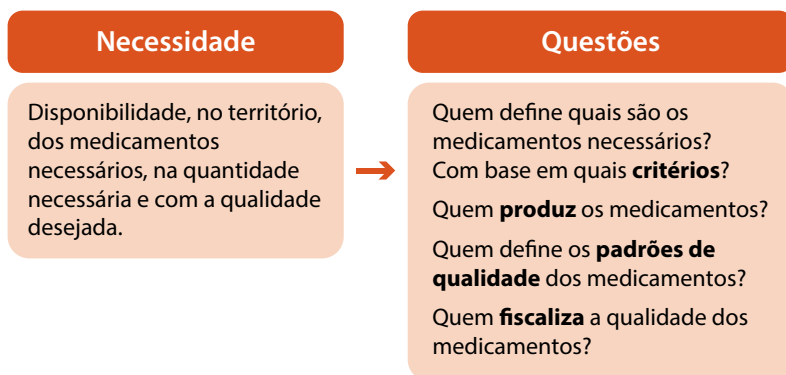 Necessidade
Disponibilidade, no território,
dos medicamentos
necessários, na quantidade
necessária e com a qualidade
desejada.
Questões
Quem define quais são os
medicamentos necessários?
Com base em quais critérios?
Quem produz os medicamentos?
Quem define os padrões de
qualidade dos medicamentos?
Quem fiscaliza a qualidade dos
medicamentos?